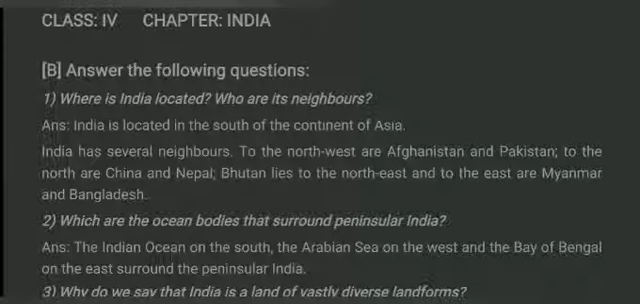 CLASS: IV CHAPTER: INDIA
[B] Answer the following questions:
1) Where is India located? Who are its neighbours?
Ans: India is located in the south of the continent of Asia.
India has several neighbours. To the north-west are Afghanistan and Pakistan; to the
north are China and Nepal; Bhutan lies to the north-east and to the east are Myanmar
and Bangladesh.
2) Which are the ocean bodies that surround peninsular India?
Ans: The Indian Ocean on the south, the Arabian Sea on the west and the Bay of Bengal
on the east surround the peninsular India.
3) Why do we say that India is a land of vastly diverse landforms?